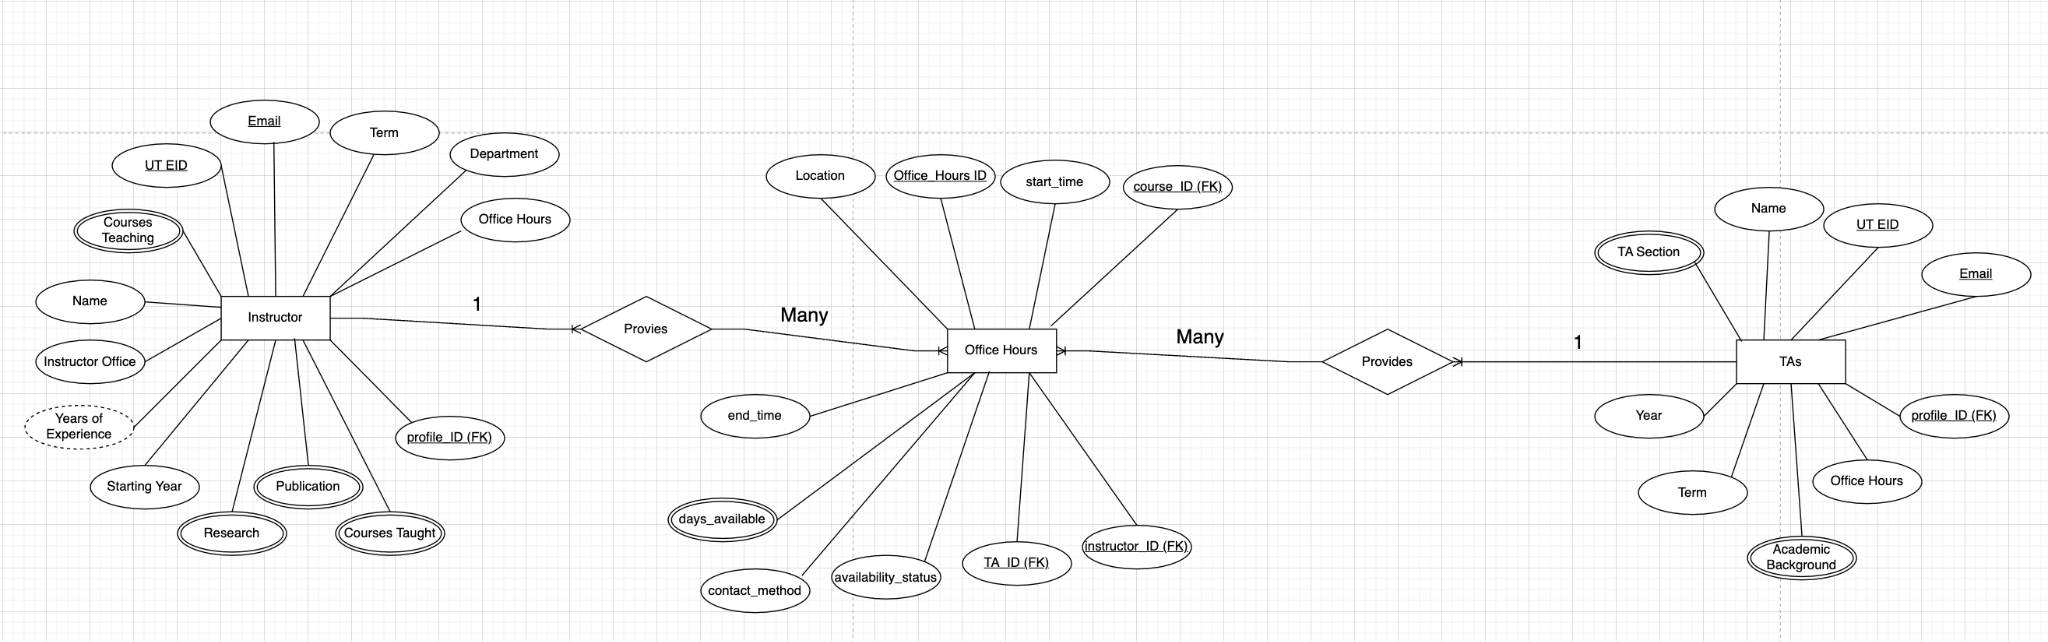 Email
Term
UT EID
Department
Courses
Teaching
Office Hours
Name
Instructor
1
Provies
Instructor Office
Years of
Experience
profile_ID (FK)
Starting Year
Publication
Research
Courses Taught
Many
Location
Office_Hours ID
start_time
course_ID (FK)
Office Hours
end_time
days_available
contact_method
availability_status
TA_ID (FK)
instructor_ID (FK)
Many
Provides
1
Name
UT EID
TA Section
Email
TAs
Year
profile_ID (FK)
Term
Office Hours
Academic
Background